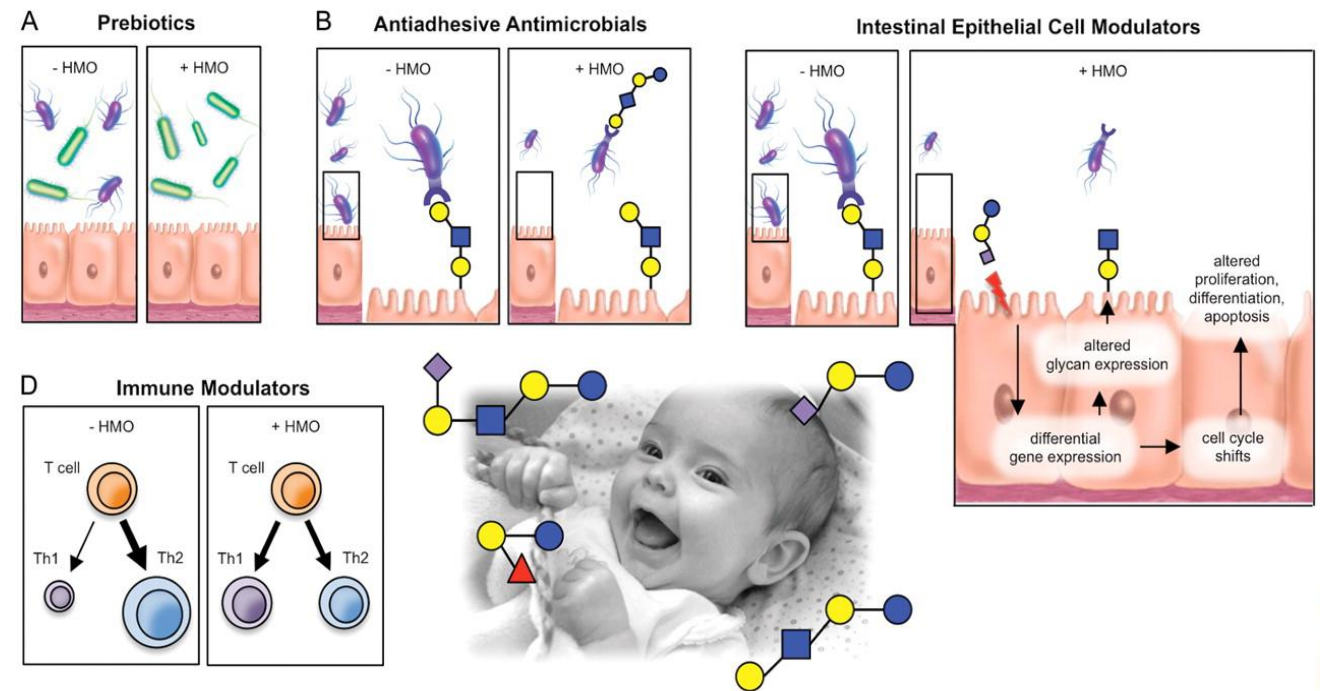 A
Prebiotics
- HMO
+ HMO
B
Antiadhesive Antimicrobials
- HMO
+ HMO
Intestinal Epithelial Cell Modulators
- HMO
+ HMO
altered
proliferation,
differentiation,
apoptosis
altered
glycan expression
differential
gene expression
cell cycle
shifts
D
Immune Modulators
- HMO
T cell
Th1
Th2
+ HMO
T cell
Th1
Th2